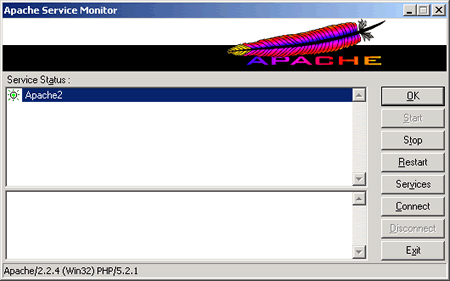 Apache Service Monitor
APACHE
Service Status :
Apache2
OK
Start
Stop
Restart
Services
Connect
Disconnect
Exit
Apache/2.2.4 (Win32) PHP/5.2.1